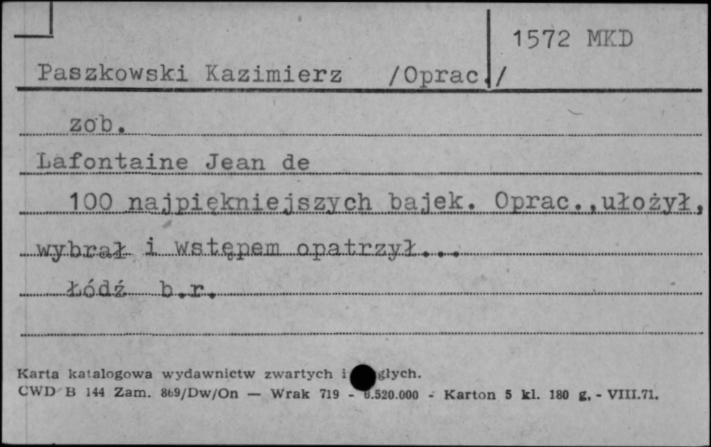 1572 MKD
Paszkowski Kazimierz /Oprac./
zob.
Lafontaine Jean de
100 najpiękniejszych bajek. Oprac.,ułożył,
wybrał i wstępem opatrzył...
Łódź b.r.
Karta katalogowa wydawnictw zwartych i głych.
CWD B 144 Zam. 869/Dw/On — Wrak 719 - 6.520.000 - Karton 5 kl. 180 g. - VIII.71.